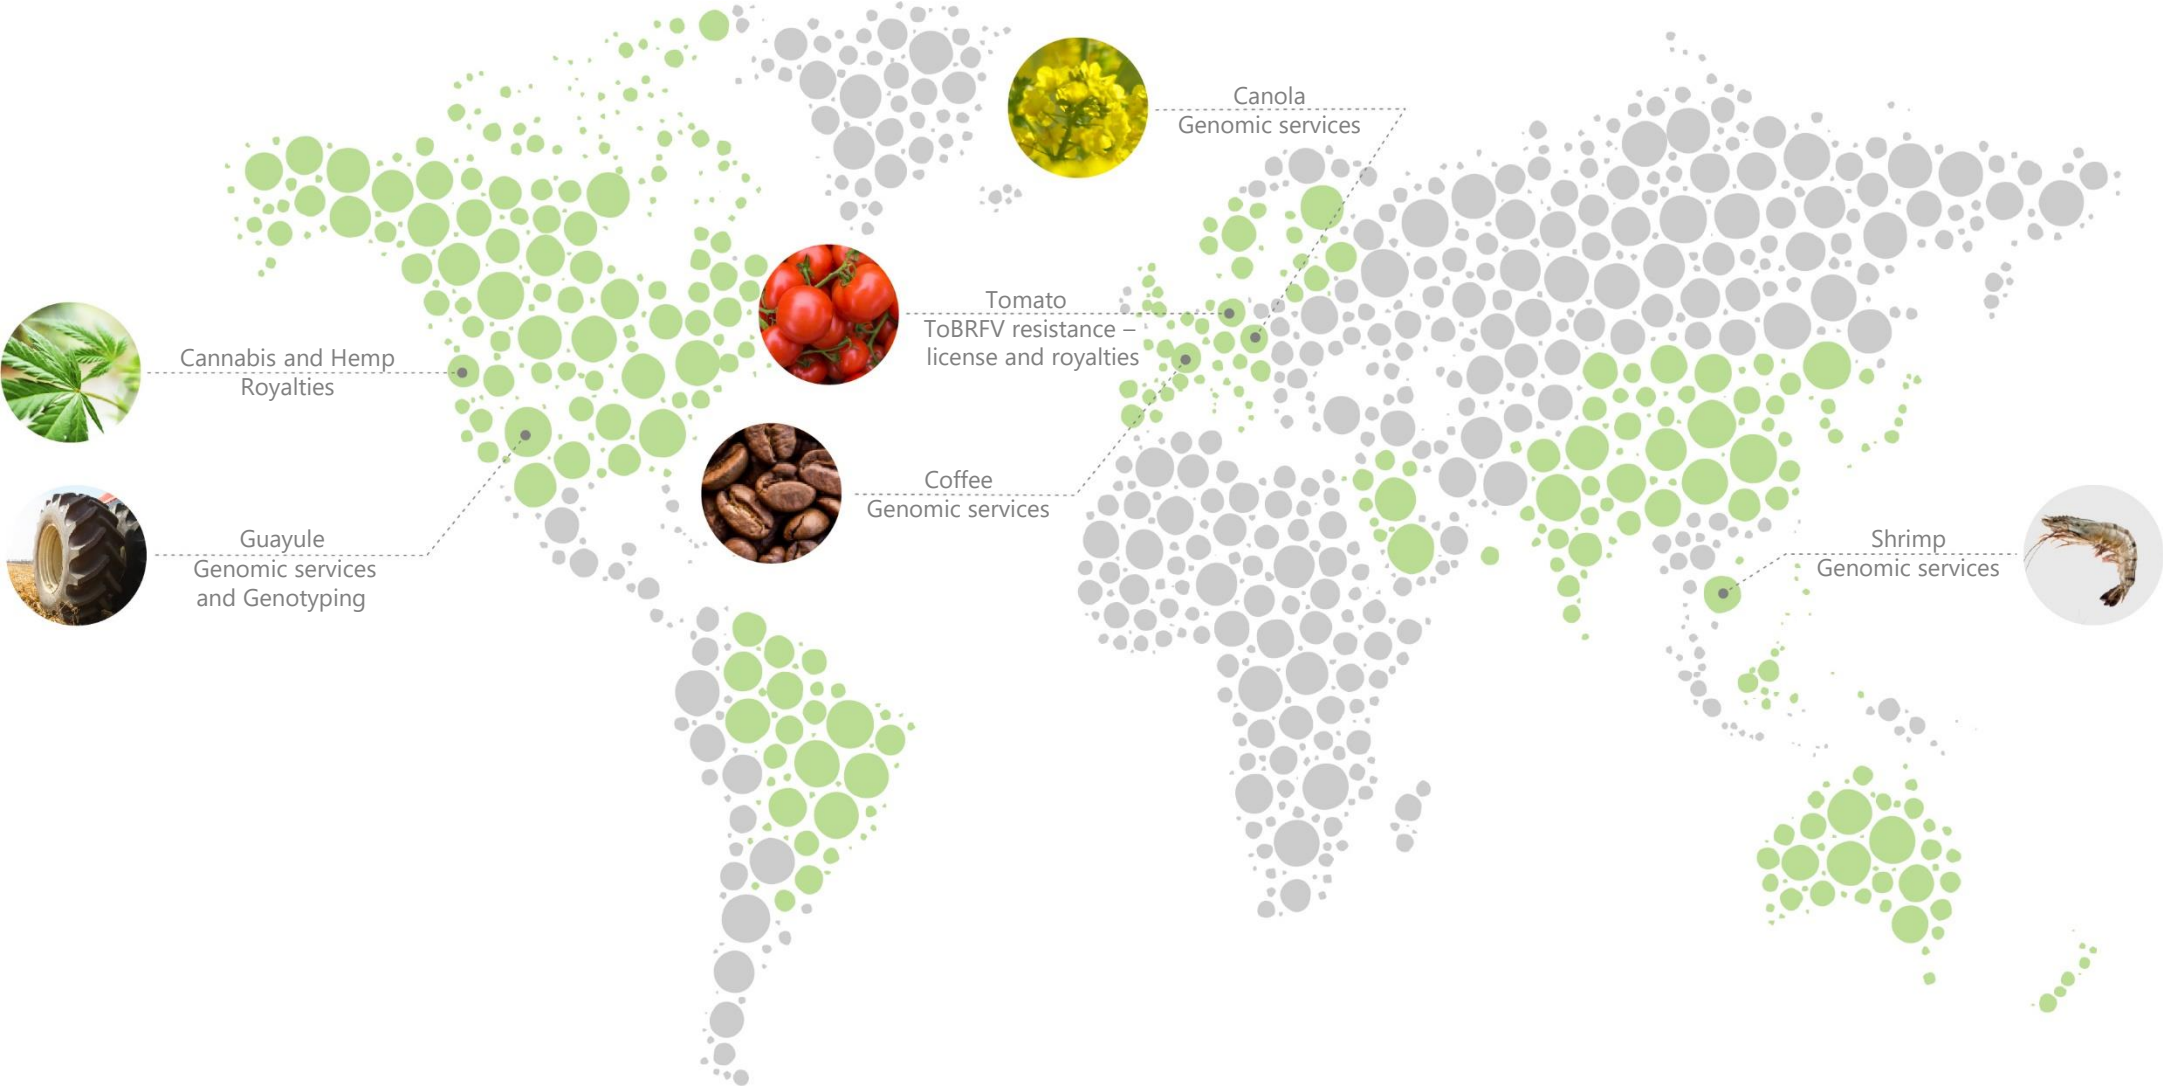 Canola
Genomic services
Tomato
ToBRFV resistance –
license and royalties
Cannabis and Hemp
Royalties
Coffee
Genomic services
Guayule
Genomic services
and Genotyping
Shrimp
Genomic services